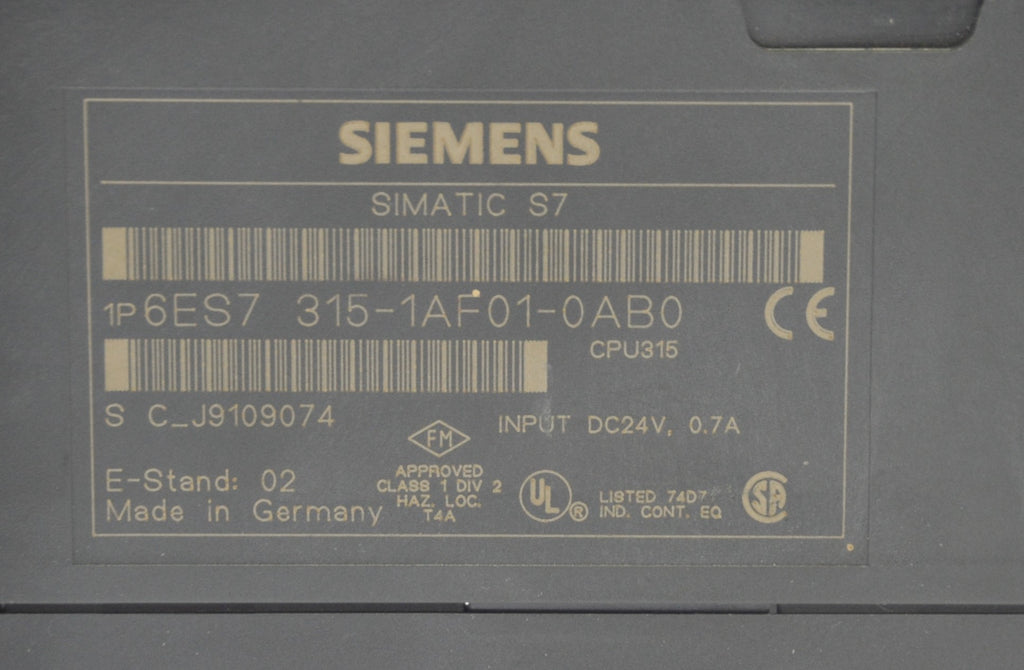 SIEMENS
SIMATIC S7
1P 6ES7 315-1AF01-0AB0
CE
CPU315
S C_J9109074
INPUT DC24V, 0.7A
FM
APPROVED
CLASS 1 DIV 2
HAZ. LOC.
T4A
E-Stand: 02
Made in Germany
UL ®
LISTED 74D7
IND. CONT. EQ
SA